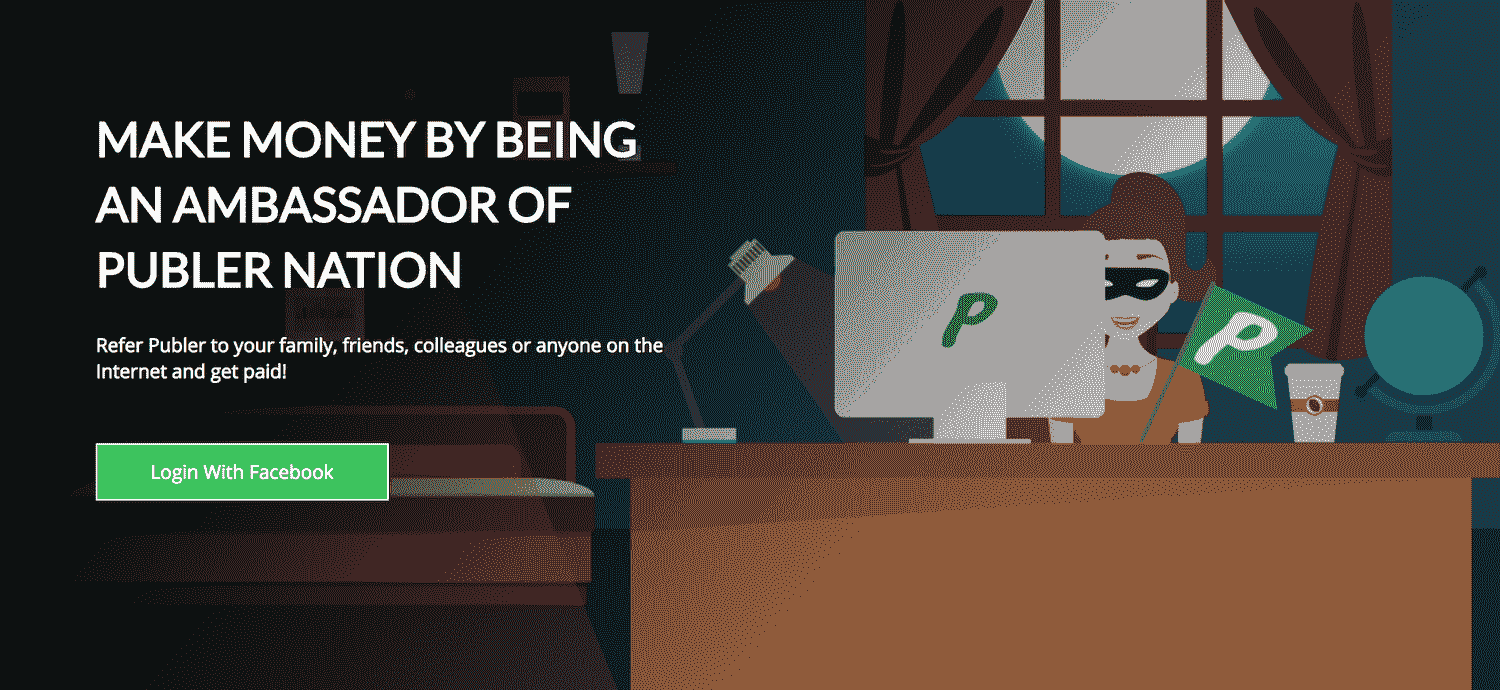 MAKE MONEY BY BEING
AN AMBASSADOR OF
PUBLER NATION
Refer Publer to your family, friends, colleagues or anyone on the
Internet and get paid!
Login With Facebook
P
P